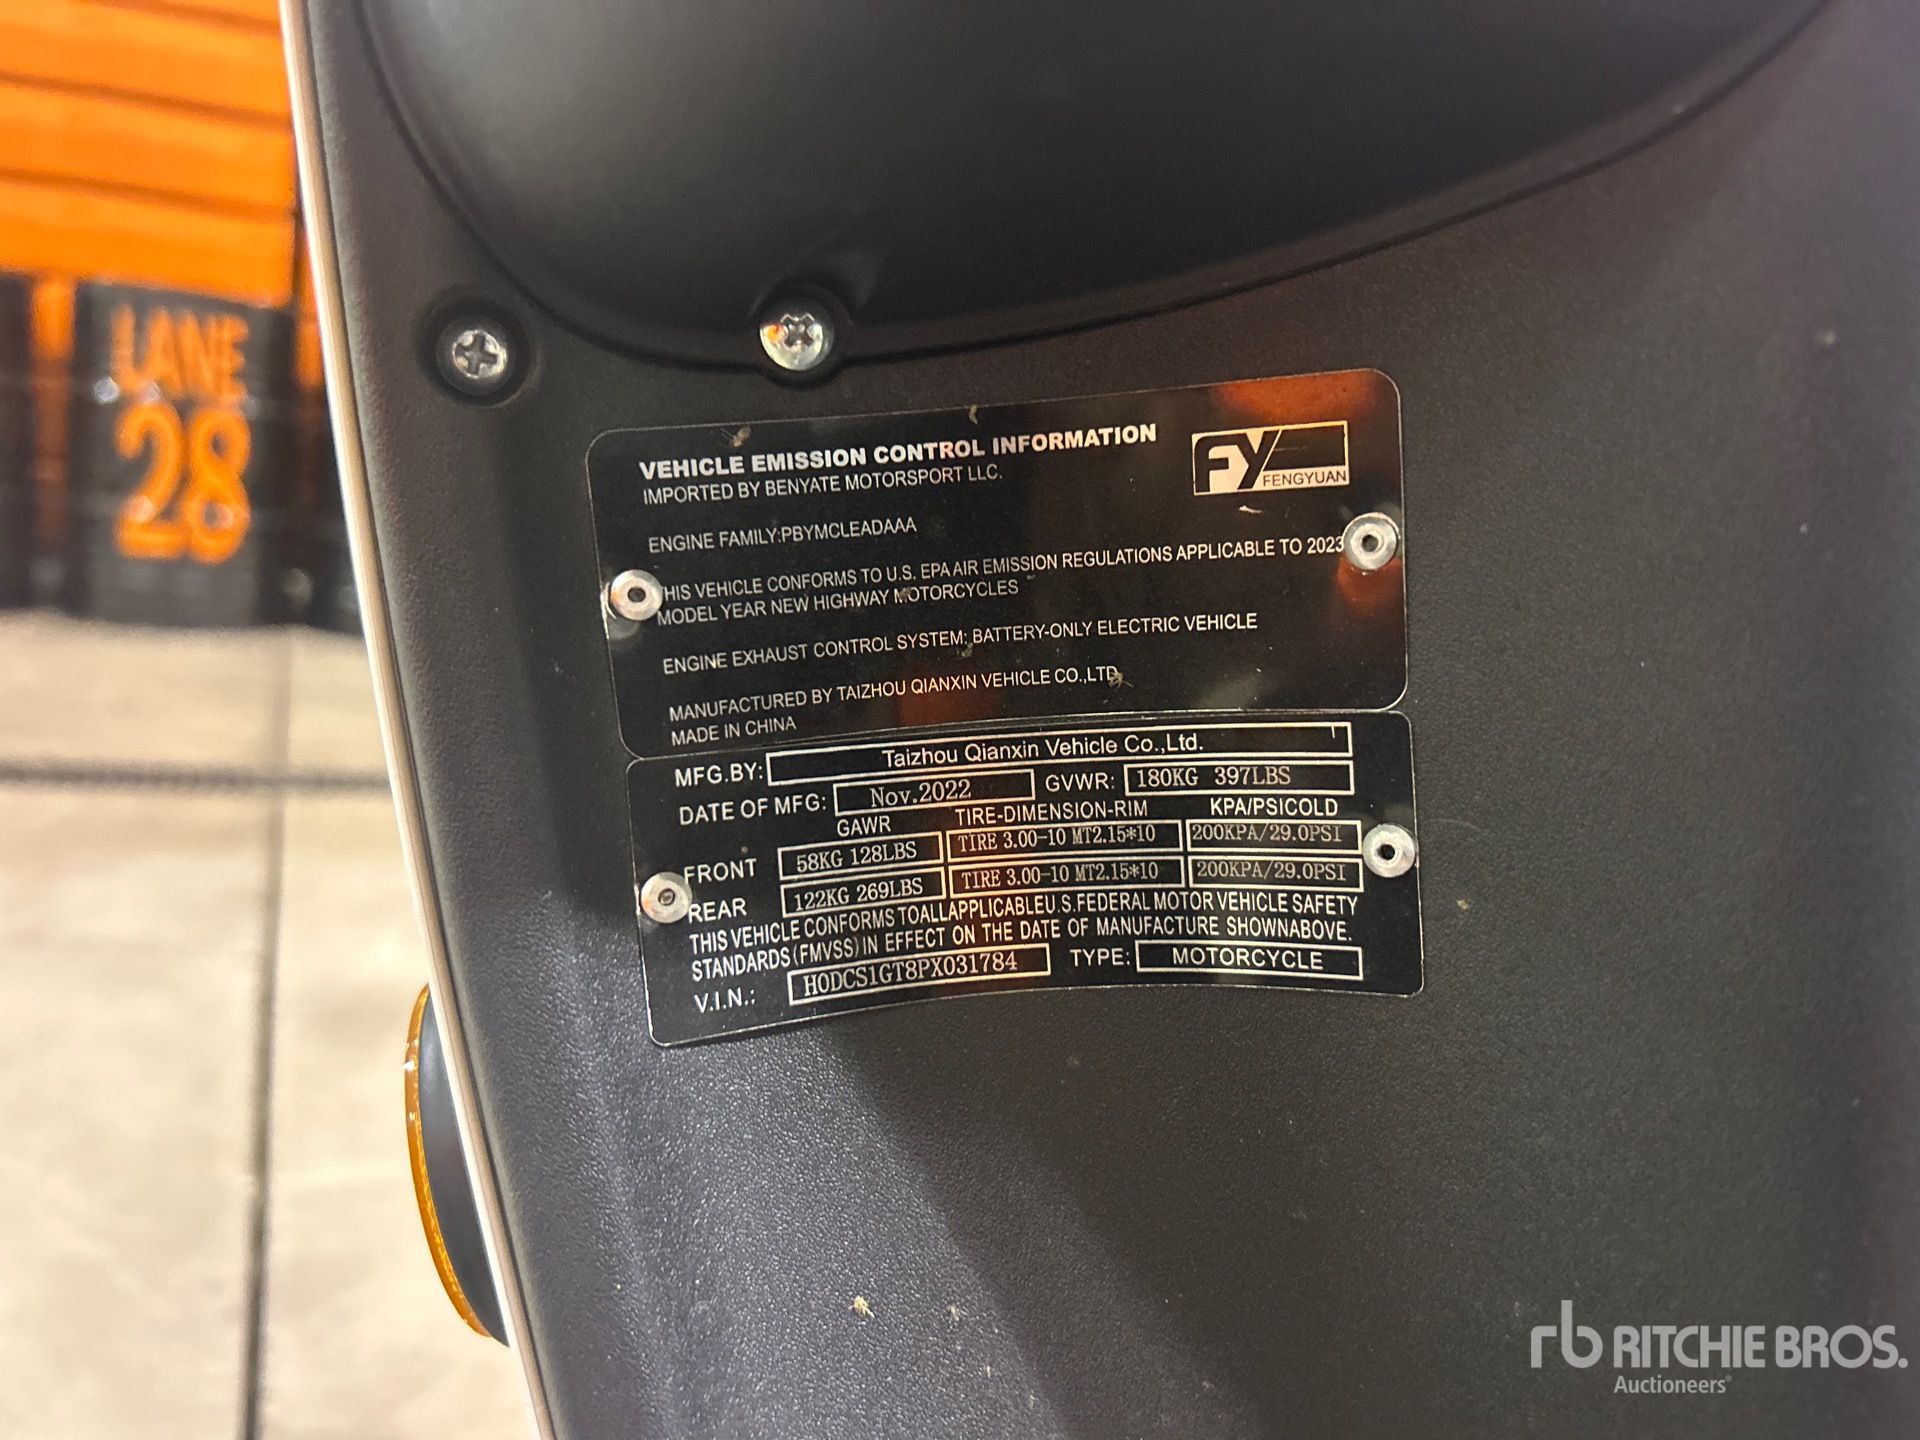 LANE
28
VEHICLE EMISSION CONTROL INFORMATION
IMPORTED BY BENYATE MOTORSPORT LLC.
FY
FENGYUAN
ENGINE FAMILY:PBYMCLEADAAA
THIS VEHICLE CONFORMS TO U.S. EPA AIR EMISSION REGULATIONS APPLICABLE TO 2023
MODEL YEAR NEW HIGHWAY MOTORCYCLES
ENGINE EXHAUST CONTROL SYSTEM: BATTERY-ONLY ELECTRIC VEHICLE
MANUFACTURED BY TAIZHOU QIANXIN VEHICLE CO.,LTD
MADE IN CHINA
MFG.BY: Taizhou Qianxin Vehicle Co.,Ltd.
DATE OF MFG: Nov.2022 GVWR: 180KG 397LBS
GAWR TIRE-DIMENSION-RIM KPA/PSICOLD
FRONT 58KG 128LBS TIRE 3.00-10 MT2.15*10 200KPA/29.0PSI
REAR 122KG 269LBS TIRE 3.00-10 MT2.15*10 200KPA/29.0PSI
THIS VEHICLE CONFORMS TOALLAPPLICABLEU.S.FEDERAL MOTOR VEHICLE SAFETY
STANDARDS(FMVSS)IN EFFECT ON THE DATE OF MANUFACTURE SHOWNABOVE.
V.I.N.: H0DCS1GT8PX031784 TYPE: MOTORCYCLE
rb RITCHIE BROS.
Auctioneers